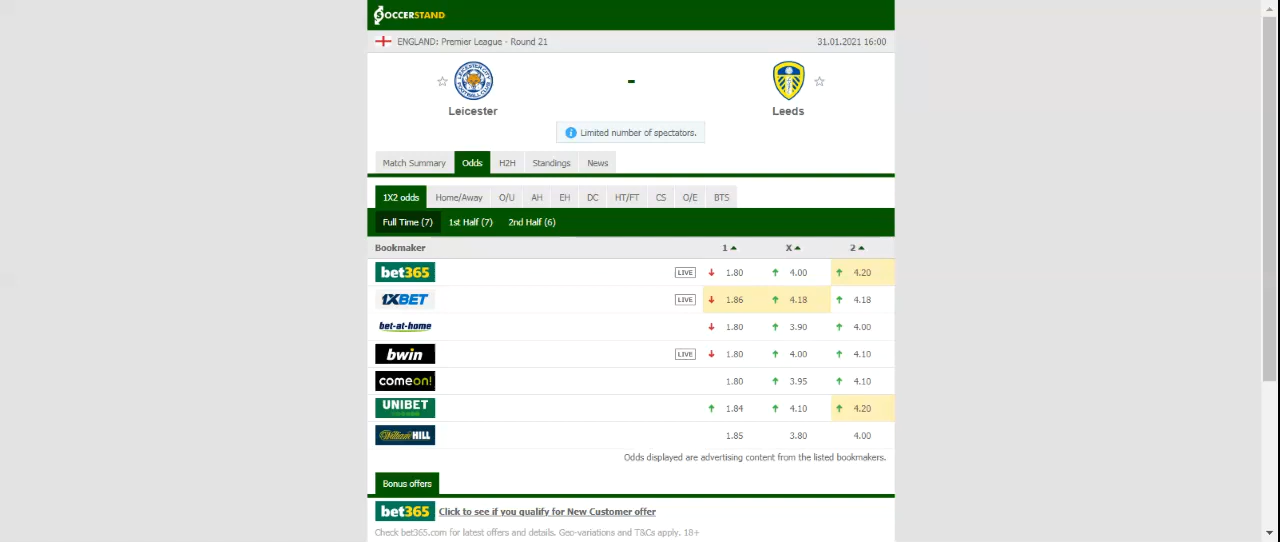 SOCCERSTAND
ENGLAND: Premier League - Round 21 31.01.2021 16:00
LEICESTER CITY FOOTBALL CLUB
-
Leicester Leeds
Limited number of spectators.
Match Summary Odds H2H Standings News
1X2 odds Home/Away O/U AH EH DC HT/FT CS O/E BTS
Full Time (7) 1st Half (7) 2nd Half (6)
Bookmaker 1 X 2
bet365 LIVE 1.80 4.00 4.20
1XBET LIVE 1.86 4.18 4.18
bet-at-home 1.80 3.90 4.00
bwin LIVE 1.80 4.00 4.10
comeon! 1.80 3.95 4.10
UNIBET 1.84 4.10 4.20
William HILL 1.85 3.80 4.00
Odds displayed are advertising content from the listed bookmakers.
Bonus offers
bet365 Click to see if you qualify for New Customer offer
Check bet365.com for latest offers and details. Geo-variations and T&Cs apply. 18+